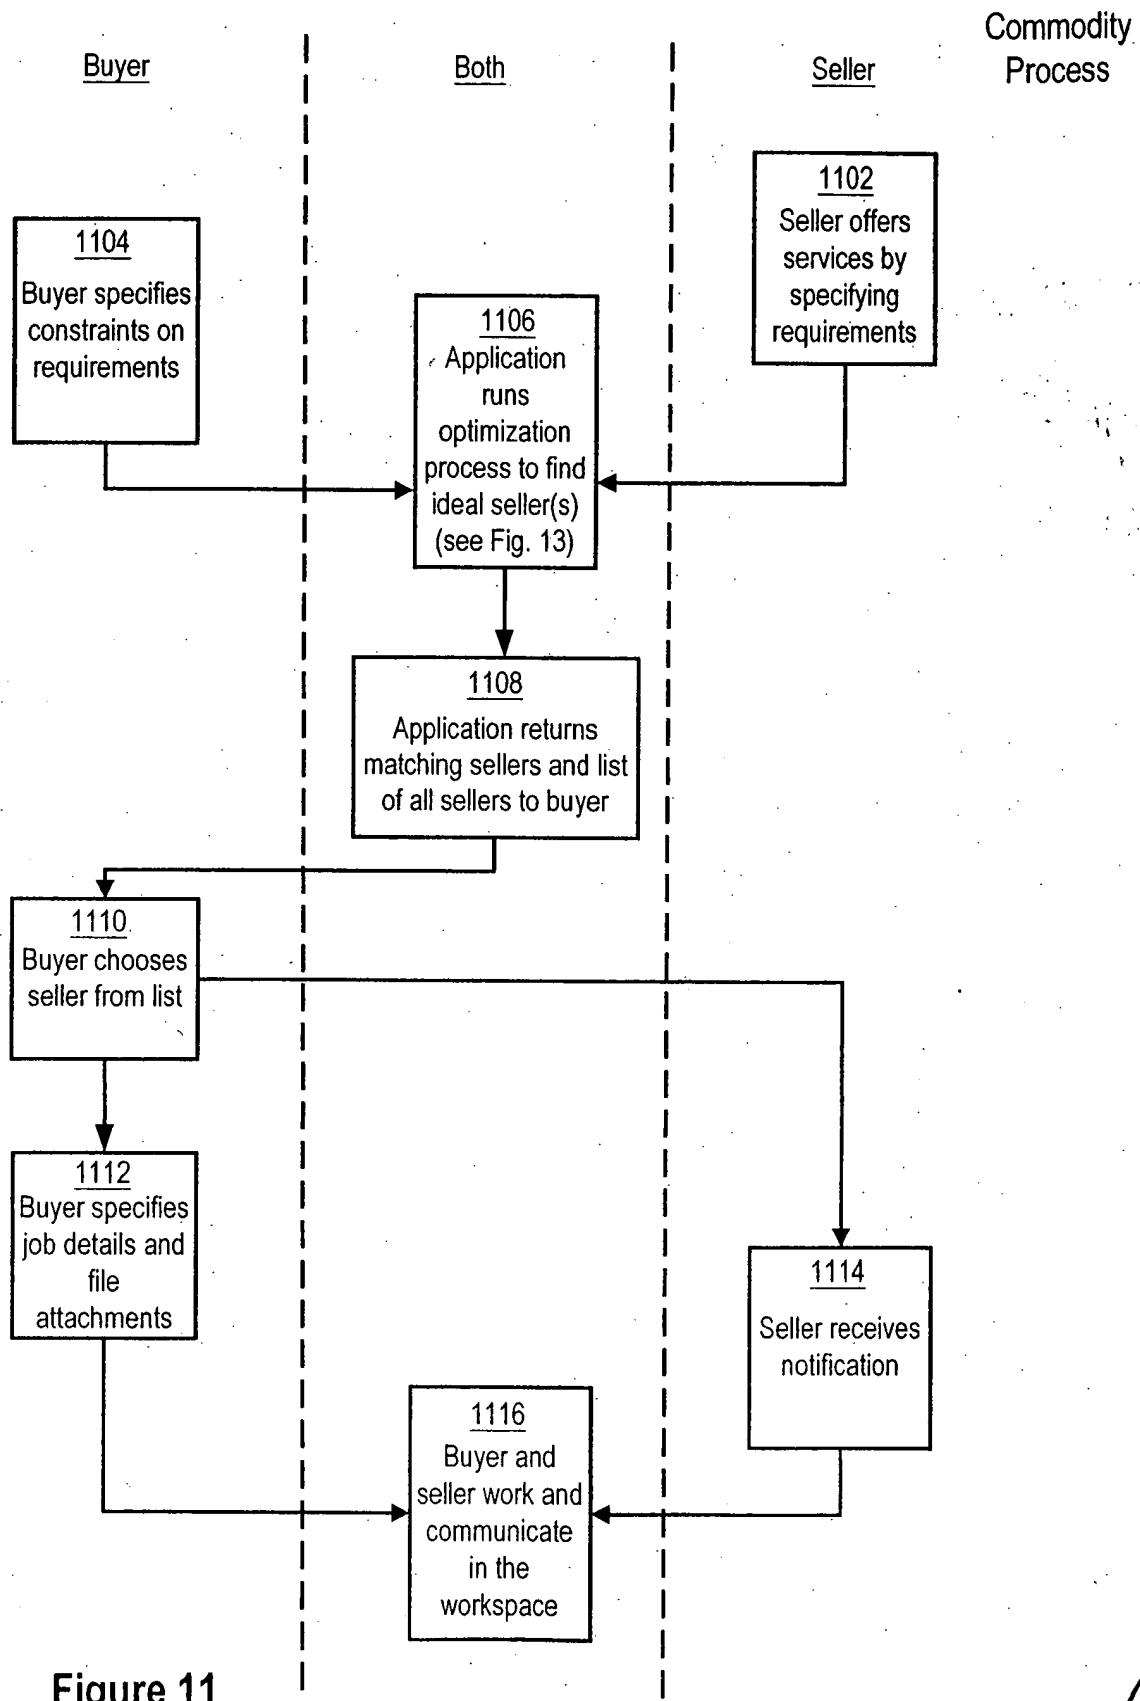 Commodity
Process
Buyer
Both
Seller
1102
Seller offers
services by
specifying
requirements
1104
Buyer specifies
constraints on
requirements
1106
Application
runs
optimization
process to find
ideal seller(s)
(see Fig. 13)
1108
Application returns
matching sellers and list
of all sellers to buyer
1110
Buyer chooses
seller from list
1112
Buyer specifies
job details and
file
attachments
1114
Seller receives
notification
1116
Buyer and
seller work and
communicate
in the
workspace
Figure 11